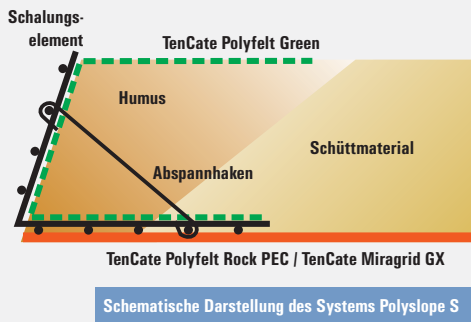 Schalungs-
element
TenCate Polyfelt Green
Humus
Schüttmaterial
Abspannhaken
TenCate Polyfelt Rock PEC / TenCate Miragrid GX
Schematische Darstellung des Systems Polyslope S